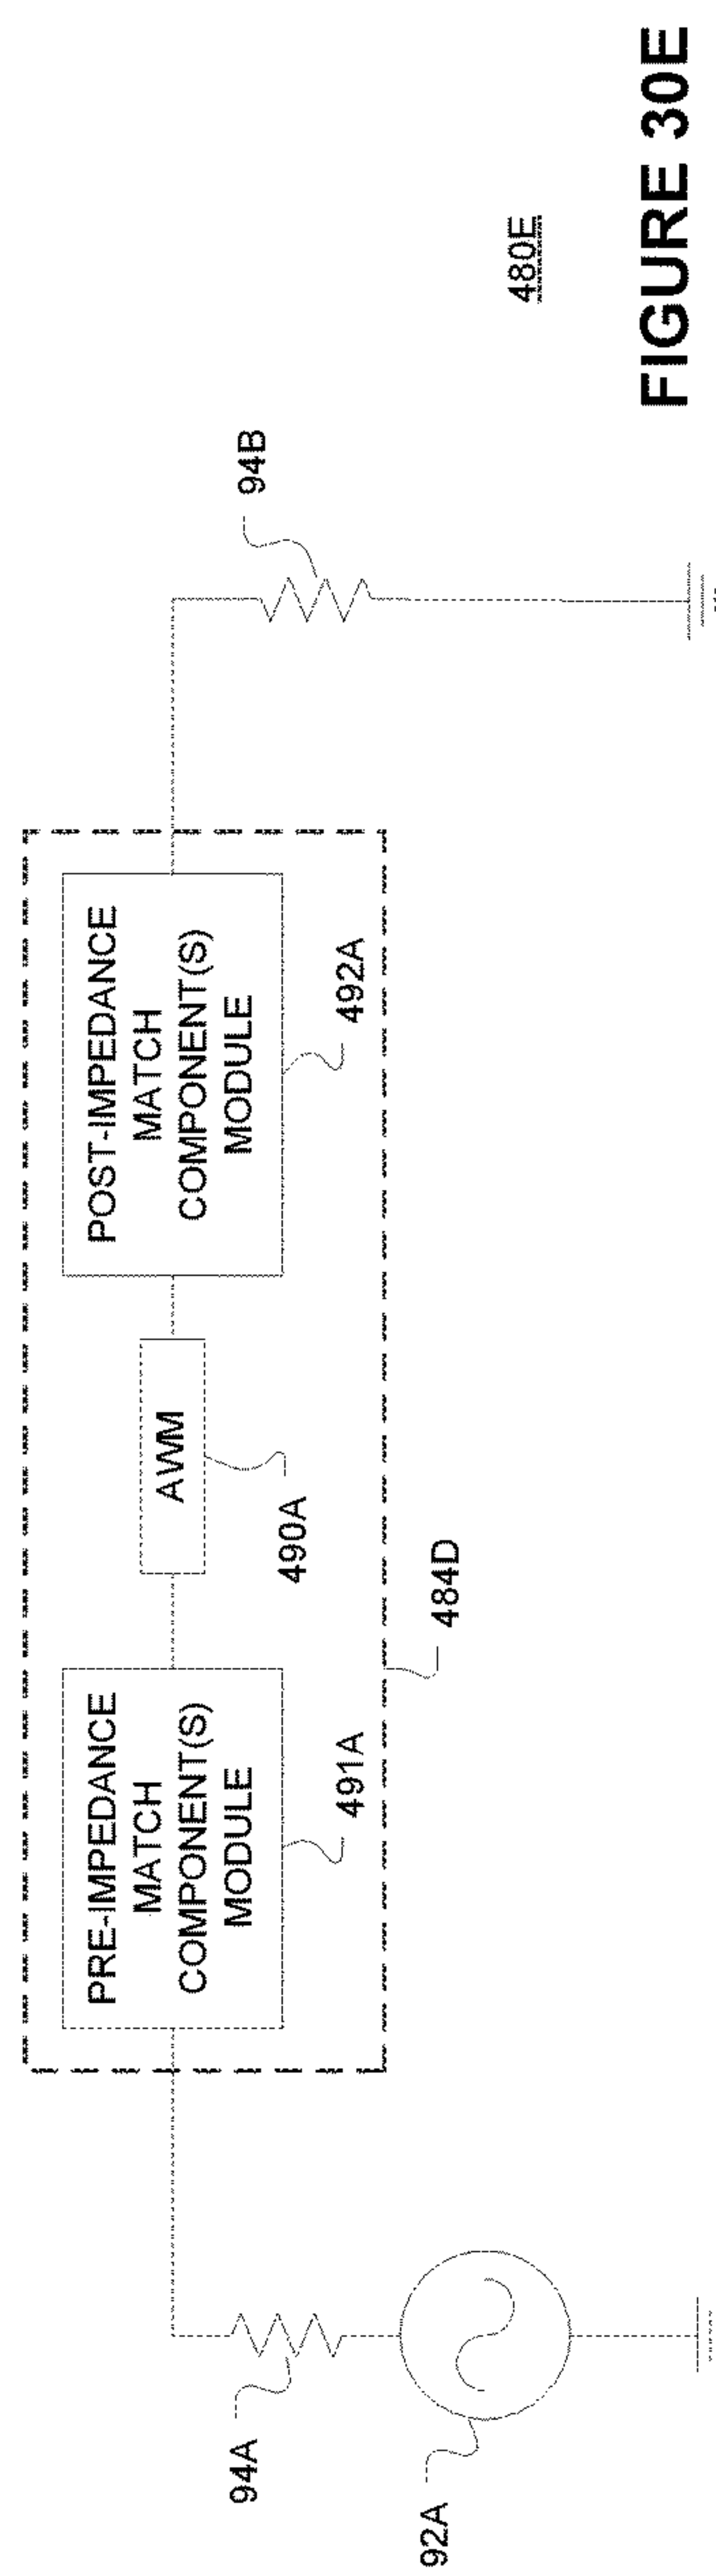 PRE-IMPEDANCE
MATCH
COMPONENT(S)
MODULE
491A
AWM
490A
POST-IMPEDANCE
MATCH
COMPONENT(S)
MODULE
492A
94A
92A
484D
94B
480E
FIGURE 30E